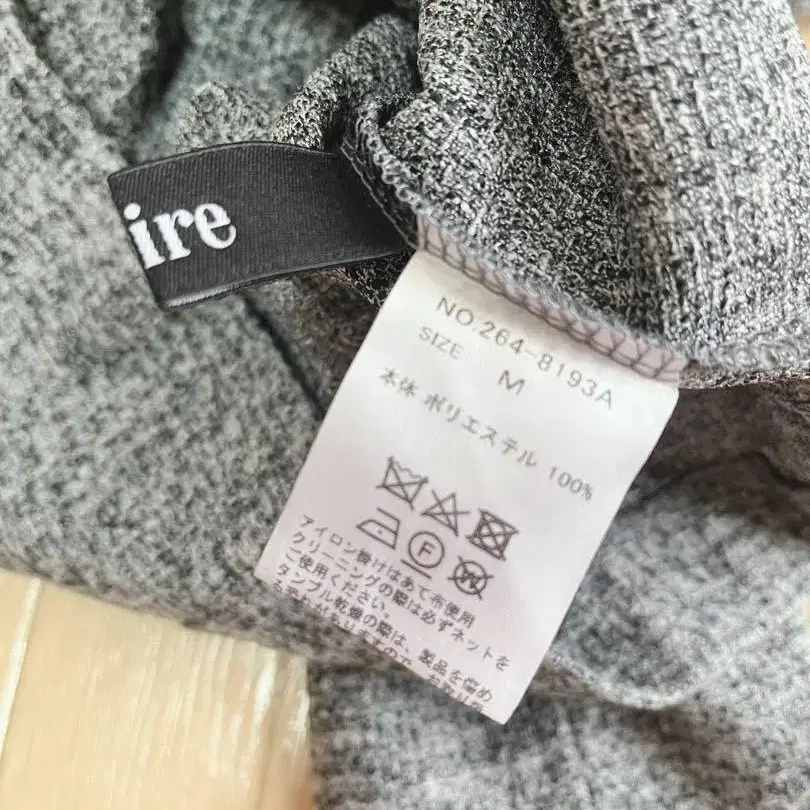 ire
NO.264-8193A
SIZE M
本体 ポリエステル 100%
F
アイロン掛けはあて布使用
クリーニングの際は必ずネットを
ご使用ください。
タンブル乾燥の際は、製品を傷め